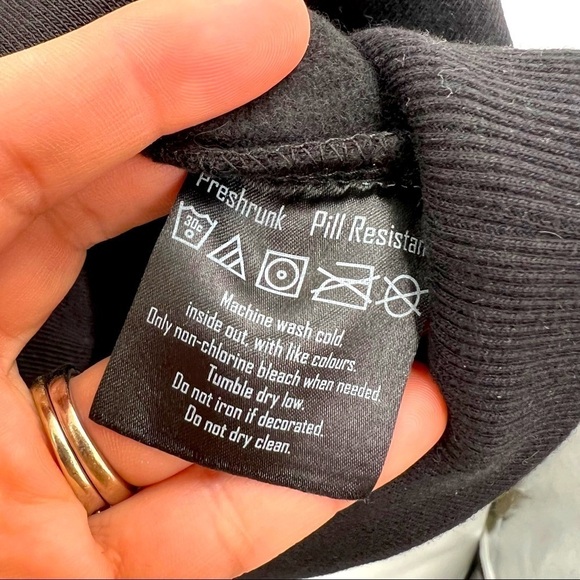 Preshrunk Pill Resistan
30c
Machine wash cold,
inside out, with like colours.
Only non-chlorine bleach when needed.
Tumble dry low.
Do not iron if decorated.
Do not dry clean.